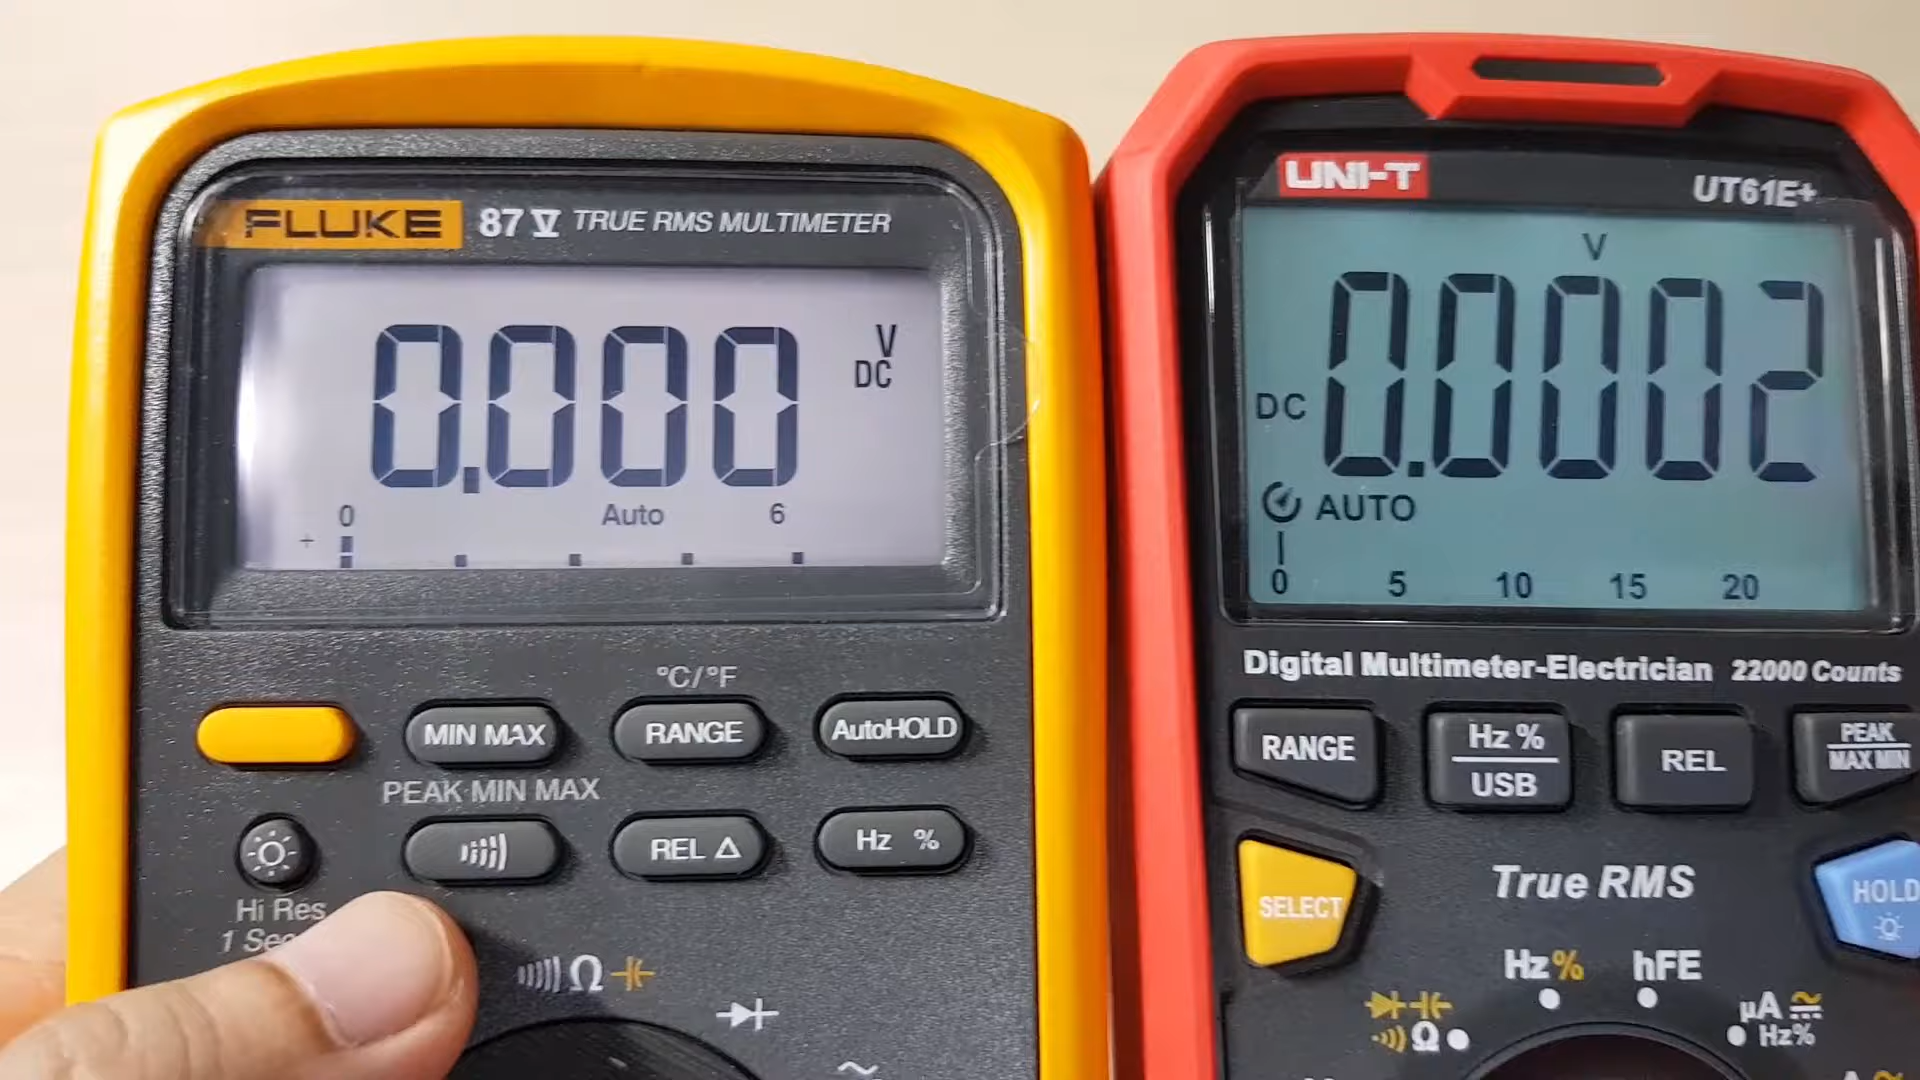 FLUKE 87 V TRUE RMS MULTIMETER
0.000 V DC
0 Auto 6
+
°C/°F
MIN MAX RANGE AutoHOLD
PEAK MIN MAX
REL Δ Hz %
Hi Res
1 Sec
Ω
UNI-T UT61E+
V
DC 0.0002
AUTO
0 5 10 15 20
Digital Multimeter-Electrician 22000 Counts
RANGE Hz % USB REL PEAK MAX MIN
SELECT True RMS HOLD
Hz% hFE
Ω
µA
Hz%